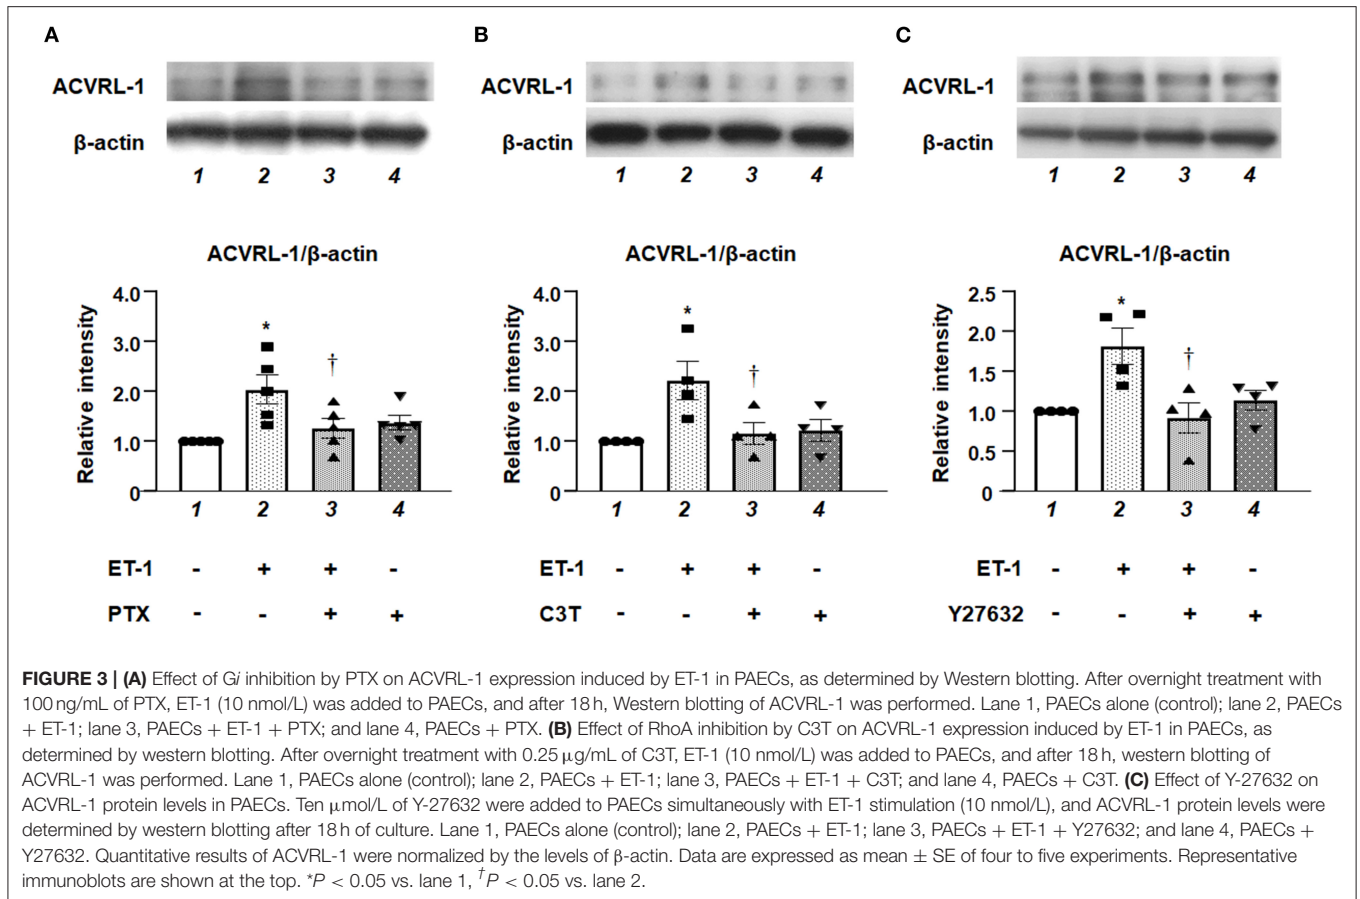 A
ACVRL-1
β-actin
1 2 3 4
ACVRL-1/β-actin
Relative intensity
4.0
3.0
2.0
1.0
0
*
†
1 2 3 4
ET-1 - + + -
PTX - - + +
B
ACVRL-1
β-actin
1 2 3 4
ACVRL-1/β-actin
Relative intensity
4.0
3.0
2.0
1.0
0
*
†
1 2 3 4
ET-1 - + + -
C3T - - + +
C
ACVRL-1
β-actin
1 2 3 4
ACVRL-1/β-actin
Relative intensity
2.5
2.0
1.5
1.0
0.5
0
*
†
1 2 3 4
ET-1 - + + -
Y27632 - - + +
FIGURE 3 | (A) Effect of Gi inhibition by PTX on ACVRL-1 expression induced by ET-1 in PAECs, as determined by Western blotting. After overnight treatment with
100 ng/mL of PTX, ET-1 (10 nmol/L) was added to PAECs, and after 18 h, Western blotting of ACVRL-1 was performed. Lane 1, PAECs alone (control); lane 2, PAECs
+ ET-1; lane 3, PAECs + ET-1 + PTX; and lane 4, PAECs + PTX. (B) Effect of RhoA inhibition by C3T on ACVRL-1 expression induced by ET-1 in PAECs, as
determined by western blotting. After overnight treatment with 0.25 μg/mL of C3T, ET-1 (10 nmol/L) was added to PAECs, and after 18 h, western blotting of
ACVRL-1 was performed. Lane 1, PAECs alone (control); lane 2, PAECs + ET-1; lane 3, PAECs + ET-1 + C3T; and lane 4, PAECs + C3T. (C) Effect of Y-27632 on
ACVRL-1 protein levels in PAECs. Ten μmol/L of Y-27632 were added to PAECs simultaneously with ET-1 stimulation (10 nmol/L), and ACVRL-1 protein levels were
determined by western blotting after 18 h of culture. Lane 1, PAECs alone (control); lane 2, PAECs + ET-1; lane 3, PAECs + ET-1 + Y27632; and lane 4, PAECs +
Y27632. Quantitative results of ACVRL-1 were normalized by the levels of β-actin. Data are expressed as mean ± SE of four to five experiments. Representative
immunoblots are shown at the top. *P < 0.05 vs. lane 1, †P < 0.05 vs. lane 2.